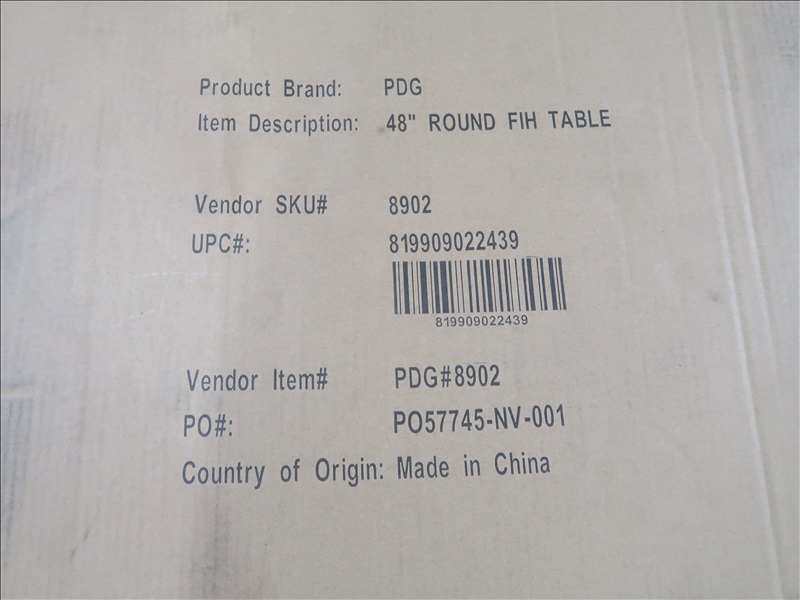 Product Brand: PDG
Item Description: 48" ROUND FIH TABLE
Vendor SKU# 8902
UPC#: 819909022439
819909022439
Vendor Item# PDG#8902
PO#: PO57745-NV-001
Country of Origin: Made in China